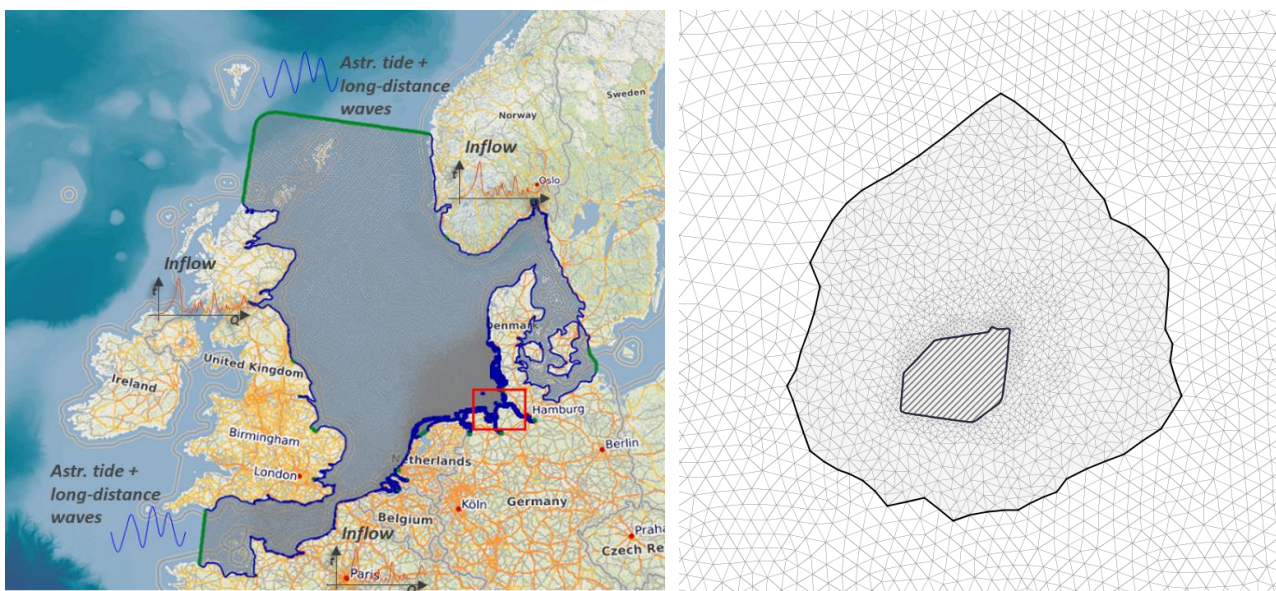 Astr. tide +
long-distance
waves
Sweden
Norway
Inflow
t
Oslo
Inflow
t
Q
Denmark
United Kingdom
Ireland
Hamburg
Birmingham
Berlin
Netherlands
London
Astr. tide +
long-distance
waves
Köln
Germany
Belgium
Inflow
t
Praha
Czech Re
Paris
Q